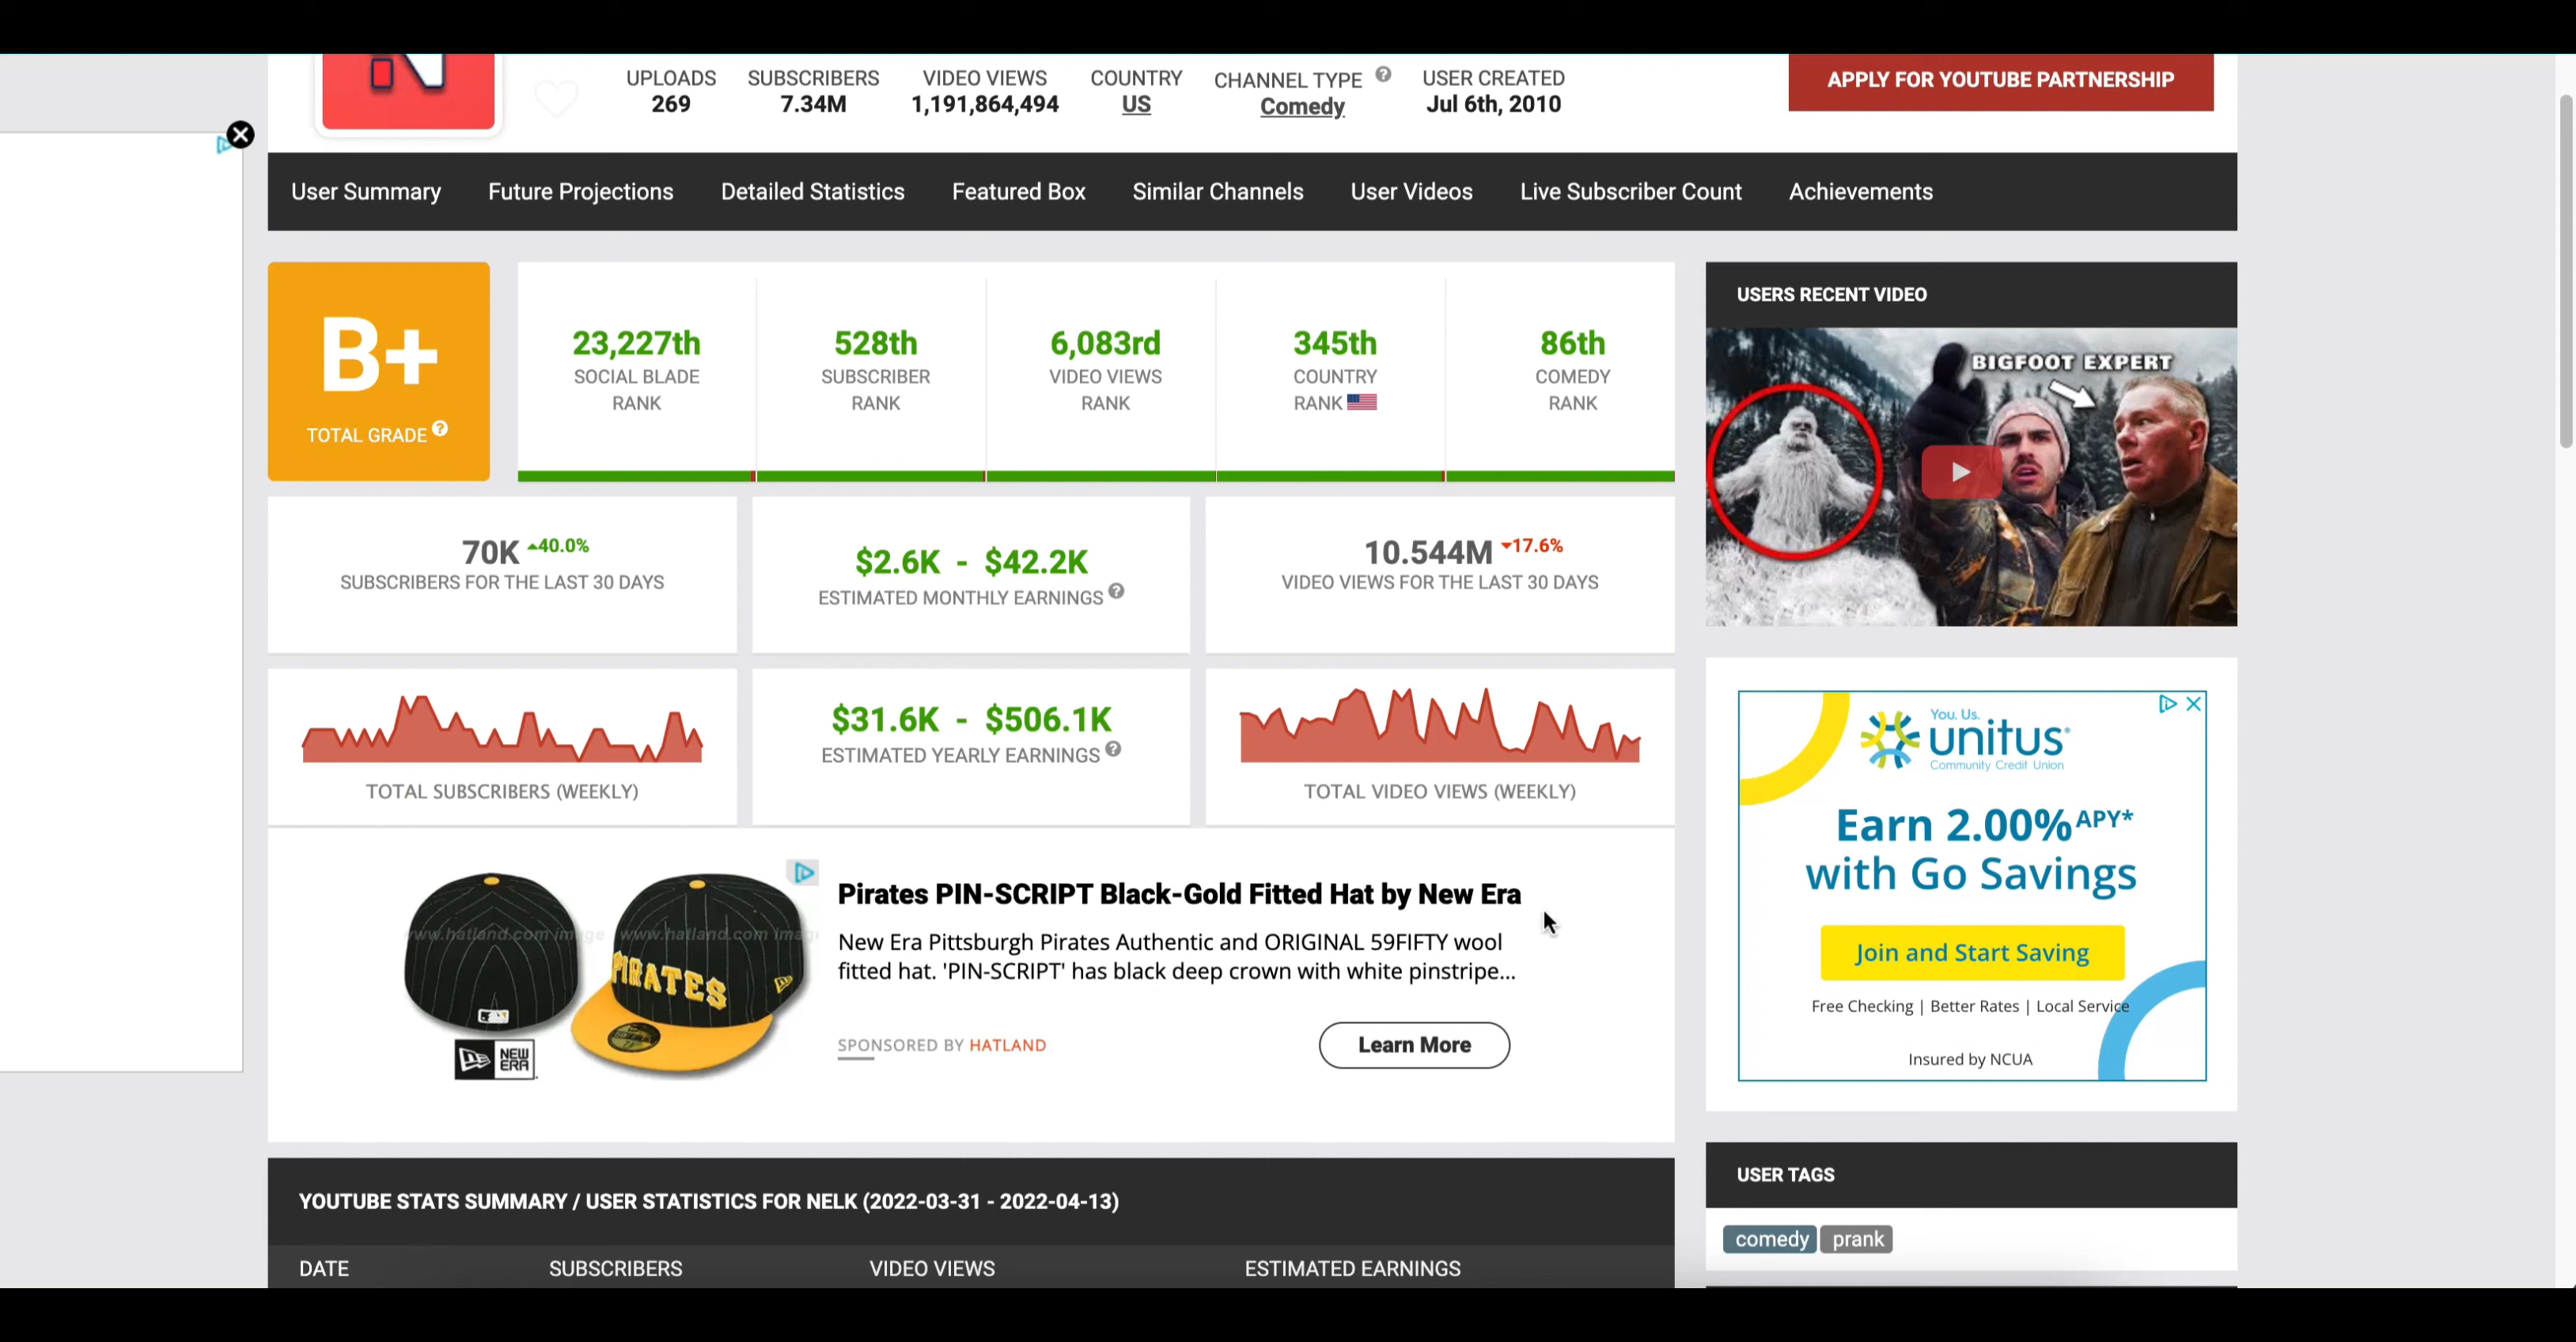 UPLOADS
269
SUBSCRIBERS
7.34M
VIDEO VIEWS
1,191,864,494
COUNTRY
US
CHANNEL TYPE ?
Comedy
USER CREATED
Jul 6th, 2010
APPLY FOR YOUTUBE PARTNERSHIP
User Summary Future Projections Detailed Statistics Featured Box Similar Channels User Videos Live Subscriber Count Achievements
B+
TOTAL GRADE ?
23,227th
SOCIAL BLADE
RANK
528th
SUBSCRIBER
RANK
6,083rd
VIDEO VIEWS
RANK
345th
COUNTRY
RANK
86th
COMEDY
RANK
70K 40.0%
SUBSCRIBERS FOR THE LAST 30 DAYS
$2.6K - $42.2K
ESTIMATED MONTHLY EARNINGS ?
10.544M 17.6%
VIDEO VIEWS FOR THE LAST 30 DAYS
TOTAL SUBSCRIBERS (WEEKLY)
$31.6K - $506.1K
ESTIMATED YEARLY EARNINGS ?
TOTAL VIDEO VIEWS (WEEKLY)
www.hatland.com image www.hatland.com imag
PIRATES
NEW
ERA
Pirates PIN-SCRIPT Black-Gold Fitted Hat by New Era
New Era Pittsburgh Pirates Authentic and ORIGINAL 59FIFTY wool
fitted hat. 'PIN-SCRIPT' has black deep crown with white pinstripe...
SPONSORED BY HATLAND
Learn More
YOUTUBE STATS SUMMARY / USER STATISTICS FOR NELK (2022-03-31 - 2022-04-13)
DATE SUBSCRIBERS VIDEO VIEWS ESTIMATED EARNINGS
USERS RECENT VIDEO
BIGFOOT EXPERT
You. Us.
unitus
Community Credit Union
Earn 2.00% APY*
with Go Savings
Join and Start Saving
Free Checking | Better Rates | Local Service
Insured by NCUA
USER TAGS
comedy prank